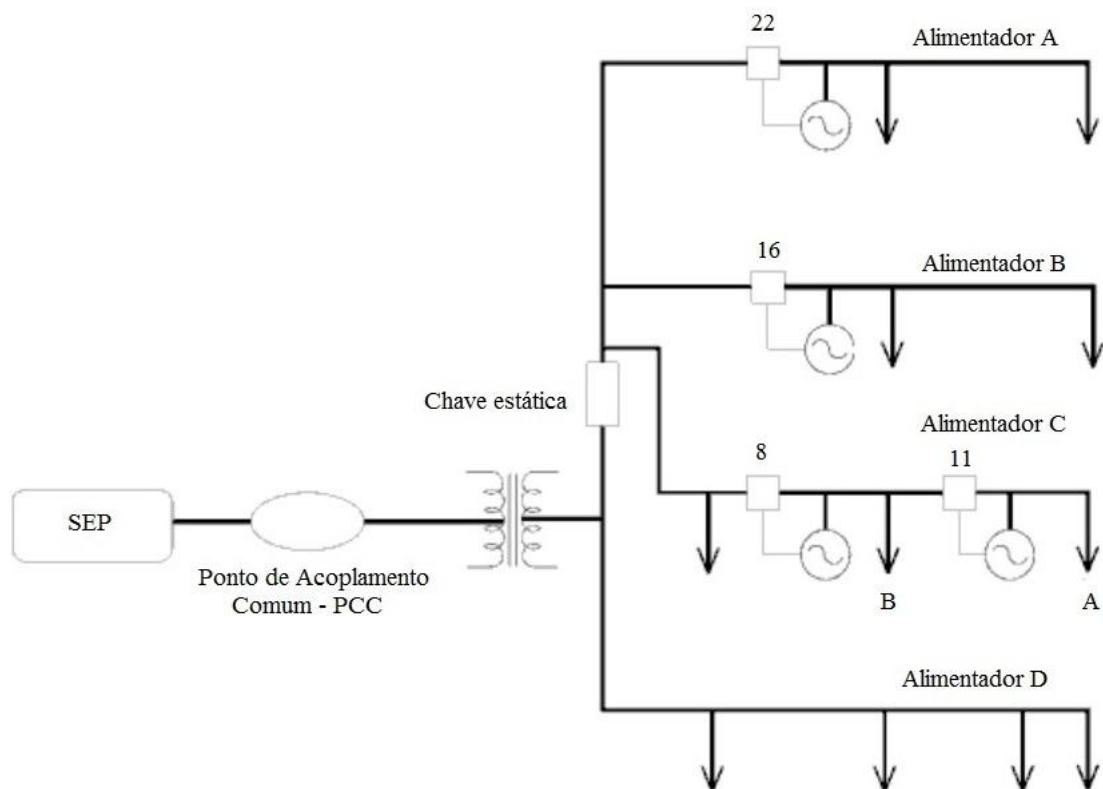 22
Alimentador A
16
Alimentador B
Chave estática
Alimentador C
8
11
SEP
Ponto de Acoplamento
Comum - PCC
B
A
Alimentador D